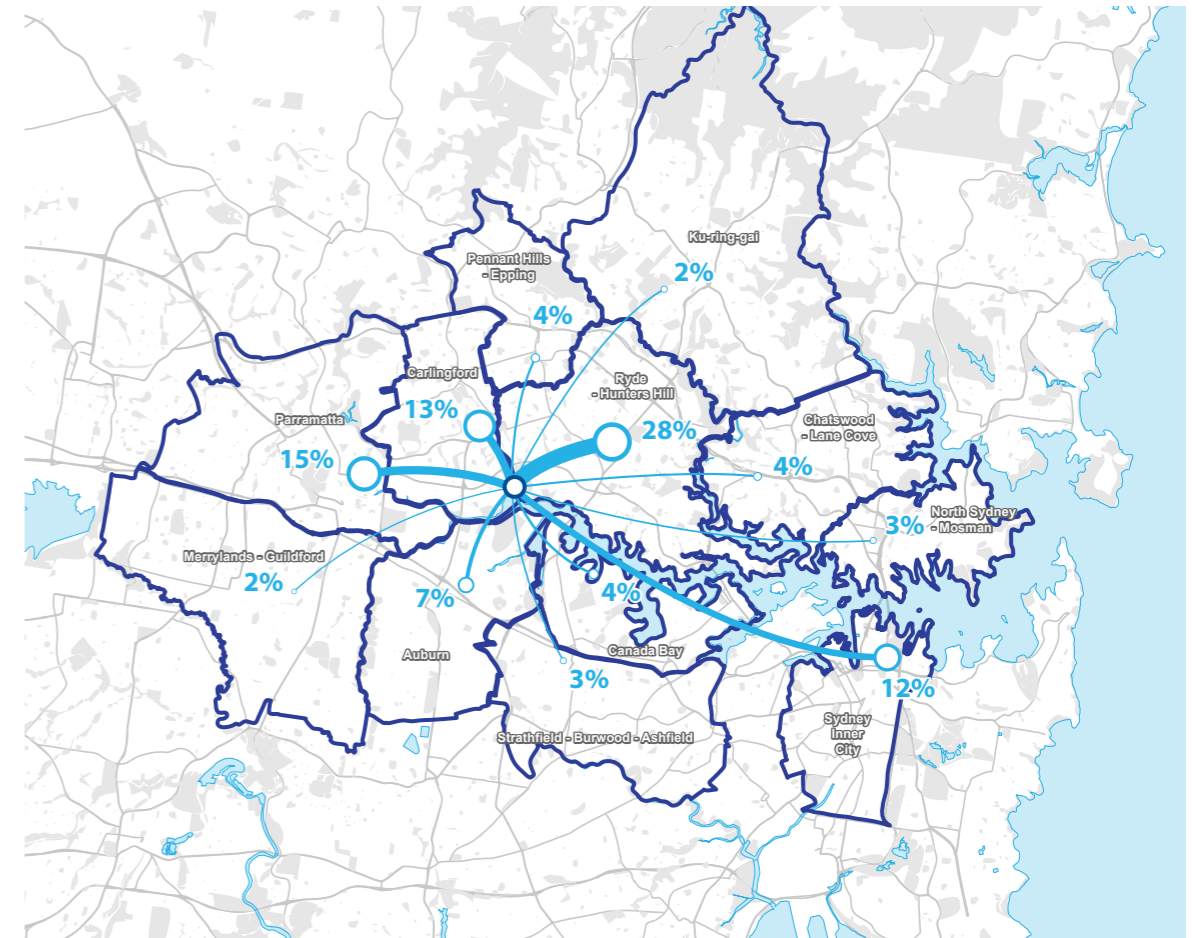 Ku-ring-gai
2%
Pennant Hills
- Epping
4%
Carlingford
13%
Ryde
- Hunters Hill
28%
Parramatta
15%
Chatswood
- Lane Cove
4%
North Sydney
- Mosman
3%
Merrylands - Guildford
2%
7%
Auburn
4%
Canada Bay
3%
Strathfield - Burwood - Ashfield
12%
Sydney
Inner
City